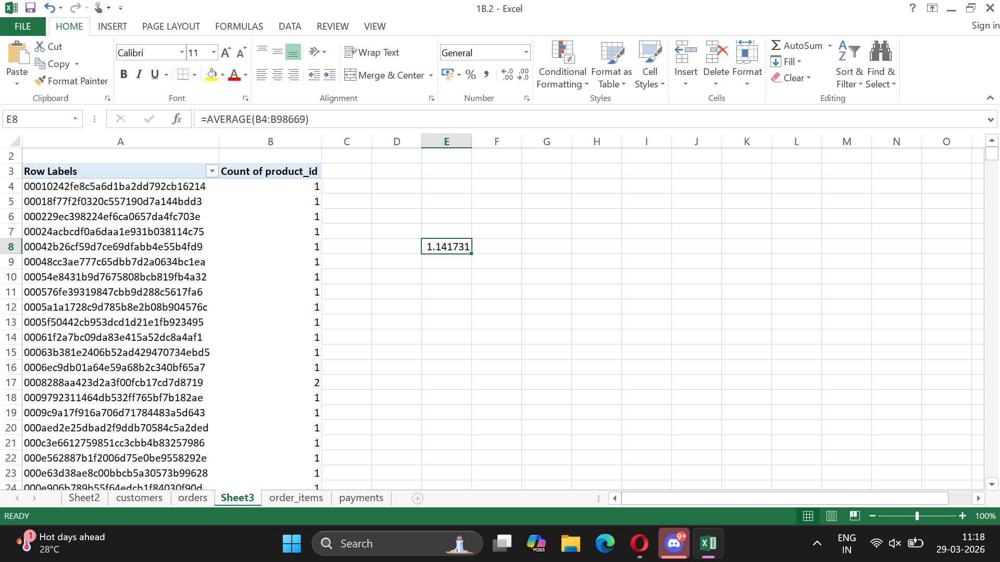 1B.2 - Excel
?
FILE HOME INSERT PAGE LAYOUT FORMULAS DATA REVIEW VIEW
Sign in
Paste
Cut
Copy
Format Painter
Clipboard
Calibri 11
B I U
Font
Wrap Text
Merge & Center
Alignment
General
%
Number
Conditional Formatting
Format as Table
Cell Styles
Styles
Insert
Delete
Format
Cells
AutoSum
Fill
Clear
Sort & Filter
Find & Select
Editing
E8
fx
=AVERAGE(B4:B98669)
A B C D E F G H I J K L M N O
2
3 Row Labels Count of product_id
4 00010242fe8c5a6d1ba2dd792cb16214 1
5 00018f77f2f0320c557190d7a144bdd3 1
6 000229ec398224ef6ca0657da4fc703e 1
7 00024acbcdf0a6daa1e931b038114c75 1
8 00042b26cf59d7ce69dfabb4e55b4fd9 1 1.141731
9 00048cc3ae777c65dbb7d2a0634bc1ea 1
10 00054e8431b9d7675808bcb819fb4a32 1
11 000576fe39319847cbb9d288c5617fa6 1
12 0005a1a1728c9d785b8e2b08b904576c 1
13 0005f50442cb953dcd1d21e1fb923495 1
14 00061f2a7bc09da83e415a52dc8a4af1 1
15 00063b381e2406b52ad429470734ebd5 1
16 0006ec9db01a64e59a68b2c340bf65a7 1
17 0008288aa423d2a3f00fcb17cd7d8719 2
18 0009792311464db532ff765bf7b182ae 1
19 0009c9a17f916a706d71784483a5d643 1
20 000aed2e25dbad2f9ddb70584c5a2ded 1
21 000c3e6612759851cc3cbb4b83257986 1
22 000e562887b1f2006d75e0be9558292e 1
23 000e63d38ae8c00bbcb5a30573b99628 1
24 000e906b789b55f64edcb1f84030f90d 1
Sheet2 customers orders Sheet3 order_items payments
READY
100%
1
Hot days ahead
28°C
Search
M365
9+
ENG
IN
11:18
29-03-2026